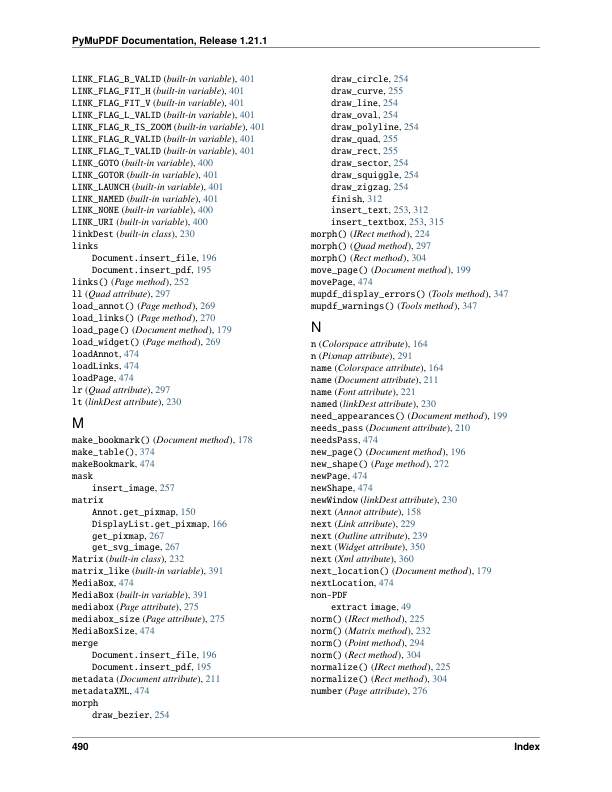 PyMuPDF Documentation, Release 1.21.1
LINK_FLAG_B_VALID (built-in variable), 401
LINK_FLAG_FIT_H (built-in variable), 401
LINK_FLAG_FIT_V (built-in variable), 401
LINK_FLAG_L_VALID (built-in variable), 401
LINK_FLAG_R_IS_ZOOM (built-in variable), 401
LINK_FLAG_R_VALID (built-in variable), 401
LINK_FLAG_T_VALID (built-in variable), 401
LINK_GOTO (built-in variable), 400
LINK_GOTOR (built-in variable), 401
LINK_LAUNCH (built-in variable), 401
LINK_NAMED (built-in variable), 401
LINK_NONE (built-in variable), 400
LINK_URI (built-in variable), 400
linkDest (built-in class), 230
links
Document.insert_file, 196
Document.insert_pdf, 195
links() (Page method), 252
ll (Quad attribute), 297
load_annot() (Page method), 269
load_links() (Page method), 270
load_page() (Document method), 179
load_widget() (Page method), 269
loadAnnot, 474
loadLinks, 474
loadPage, 474
lr (Quad attribute), 297
lt (linkDest attribute), 230
M
make_bookmark() (Document method), 178
make_table(), 374
makeBookmark, 474
mask
insert_image, 257
matrix
Annot.get_pixmap, 150
DisplayList.get_pixmap, 166
get_pixmap, 267
get_svg_image, 267
Matrix (built-in class), 232
matrix_like (built-in variable), 391
MediaBox, 474
MediaBox (built-in variable), 391
mediabox (Page attribute), 275
mediabox_size (Page attribute), 275
MediaBoxSize, 474
merge
Document.insert_file, 196
Document.insert_pdf, 195
metadata (Document attribute), 211
metadataXML, 474
morph
draw_bezier, 254
draw_circle, 254
draw_curve, 255
draw_line, 254
draw_oval, 254
draw_polyline, 254
draw_quad, 255
draw_rect, 255
draw_sector, 254
draw_squiggle, 254
draw_zigzag, 254
finish, 312
insert_text, 253, 312
insert_textbox, 253, 315
morph() (IRect method), 224
morph() (Quad method), 297
morph() (Rect method), 304
move_page() (Document method), 199
movePage, 474
mupdf_display_errors() (Tools method), 347
mupdf_warnings() (Tools method), 347
N
n (Colorspace attribute), 164
n (Pixmap attribute), 291
name (Colorspace attribute), 164
name (Document attribute), 211
name (Font attribute), 221
named (linkDest attribute), 230
need_appearances() (Document method), 199
needs_pass (Document attribute), 210
needsPass, 474
new_page() (Document method), 196
new_shape() (Page method), 272
newPage, 474
newShape, 474
newWindow (linkDest attribute), 230
next (Annot attribute), 158
next (Link attribute), 229
next (Outline attribute), 239
next (Widget attribute), 350
next (Xml attribute), 360
next_location() (Document method), 179
nextLocation, 474
non-PDF
extract image, 49
norm() (IRect method), 225
norm() (Matrix method), 232
norm() (Point method), 294
norm() (Rect method), 304
normalize() (IRect method), 225
normalize() (Rect method), 304
number (Page attribute), 276
490
Index